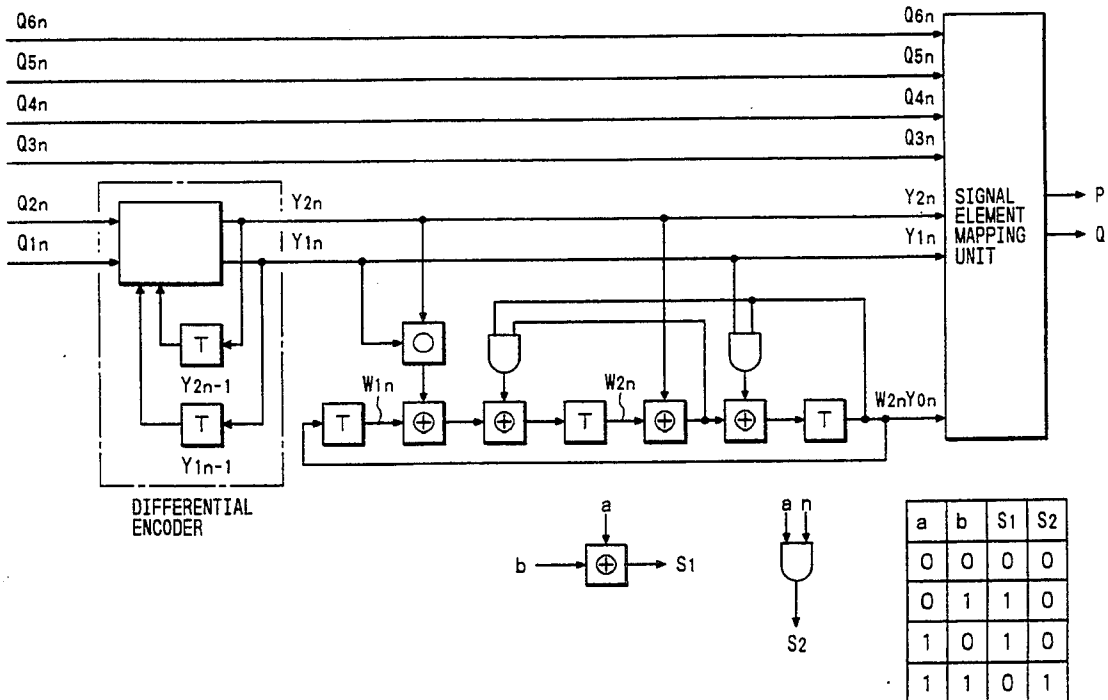 Q6n Q6n
Q5n Q5n
Q4n Q4n
Q3n Q3n
Q2n Y2n Y2n
Q1n Y1n Y1n
SIGNAL
ELEMENT
MAPPING
UNIT
P
Q
T
Y2n-1
T
Y1n-1
DIFFERENTIAL
ENCODER
T W1n T W2n T W2nY0n
a
b S1
a n
S2
a b S1 S2
0 0 0 0
0 1 1 0
1 0 1 0
1 1 0 1